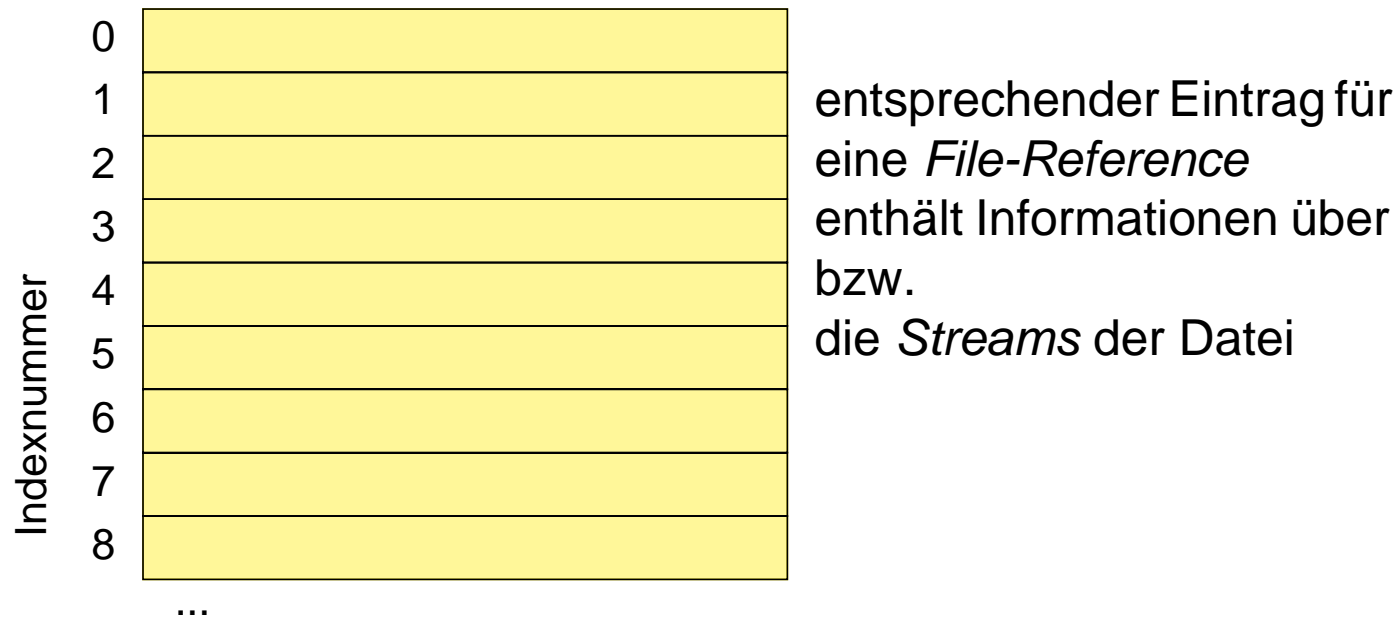 Indexnummer
0
1
2
3
4
5
6
7
8
...
entsprechender Eintrag für
eine File-Reference
enthält Informationen über
bzw.
die Streams der Datei